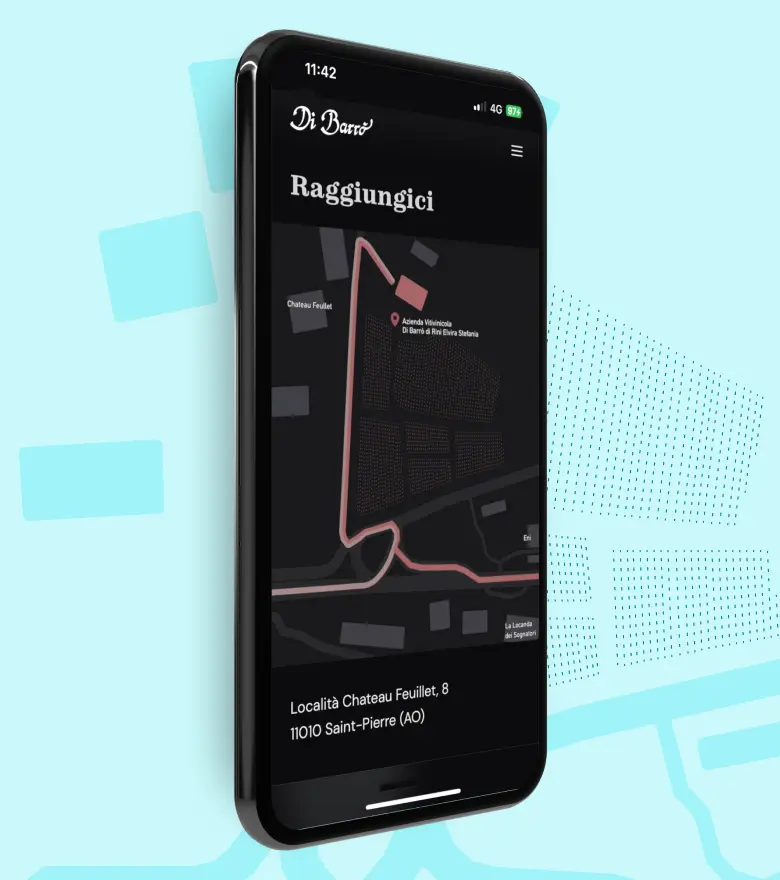 11:42
4G 97
Di Barrò
Raggiungici
Chateau Feuillet
Azienda Vitivinicola
Di Barrò di Rini Elvira Stefania
Eni
La Locanda
dei Sognatori
Località Chateau Feuillet, 8
11010 Saint-Pierre (AO)